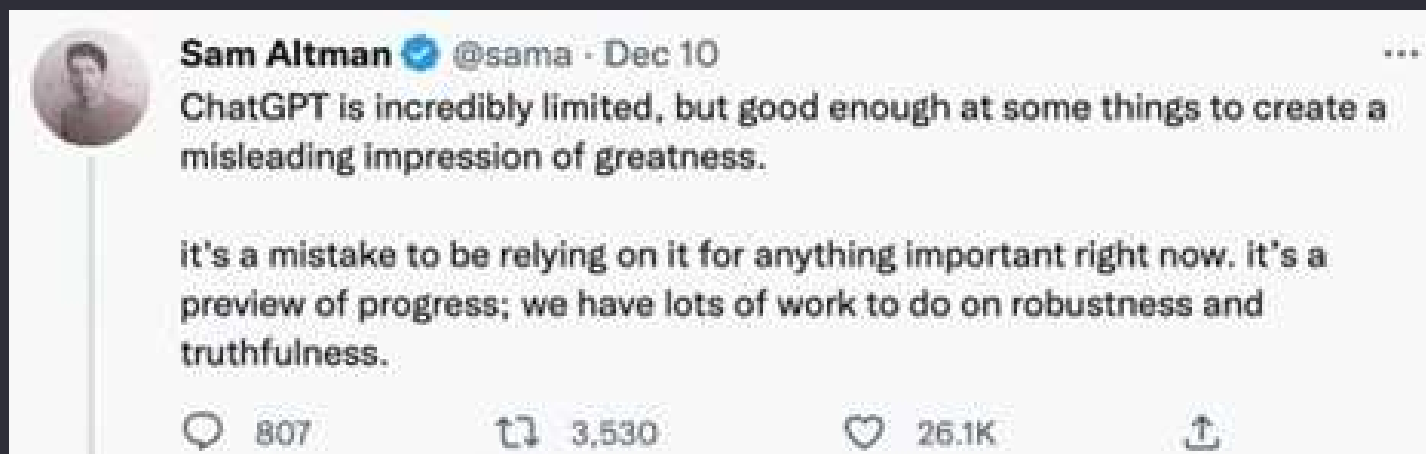 Sam Altman @sama · Dec 10
ChatGPT is incredibly limited, but good enough at some things to create a
misleading impression of greatness.
it's a mistake to be relying on it for anything important right now. it's a
preview of progress; we have lots of work to do on robustness and
truthfulness.
807 3,530 26.1K